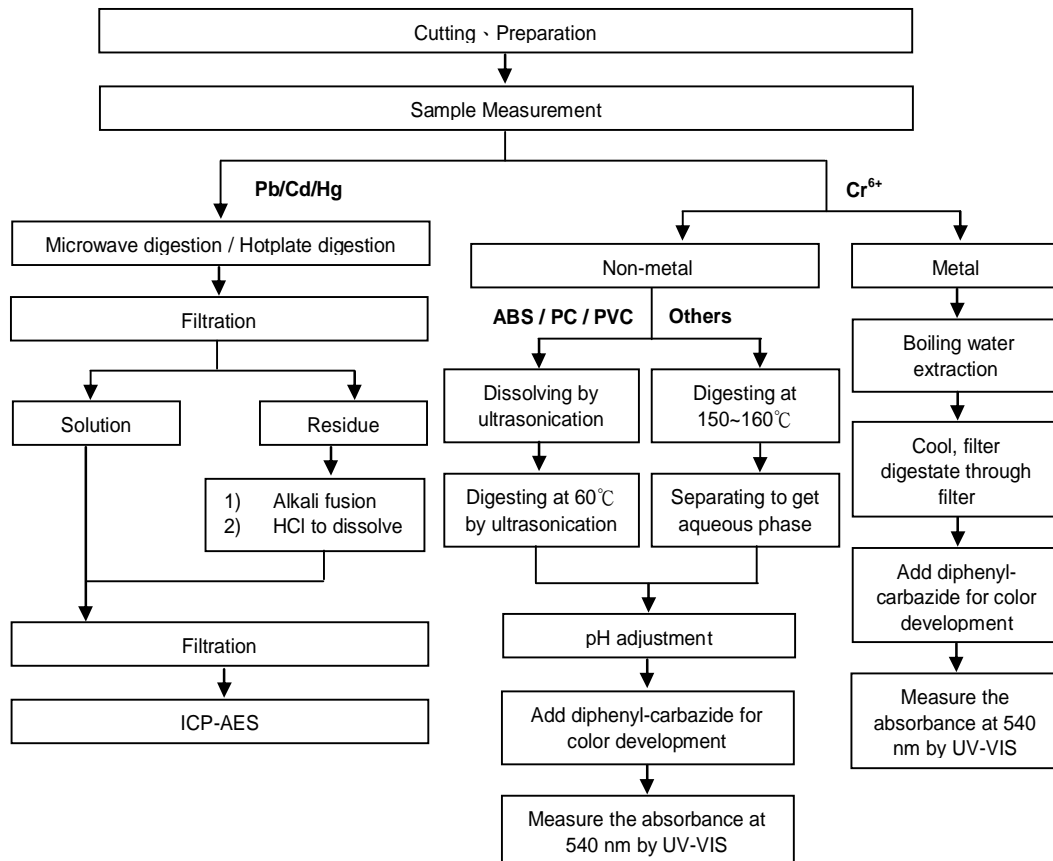 Cutting、Preparation
Sample Measurement
Pb/Cd/Hg
Microwave digestion / Hotplate digestion
Filtration
Solution
Residue
1) Alkali fusion
2) HCl to dissolve
Filtration
ICP-AES
Cr⁶⁺
Non-metal
ABS / PC / PVC
Others
Dissolving by
ultrasonication
Digesting at 60℃
by ultrasonication
Digesting at
150~160℃
Separating to get
aqueous phase
pH adjustment
Add diphenyl-carbazide for
color development
Measure the absorbance at
540 nm by UV-VIS
Metal
Boiling water
extraction
Cool, filter
digestate through
filter
Add diphenyl-
carbazide for color
development
Measure the
absorbance at 540
nm by UV-VIS